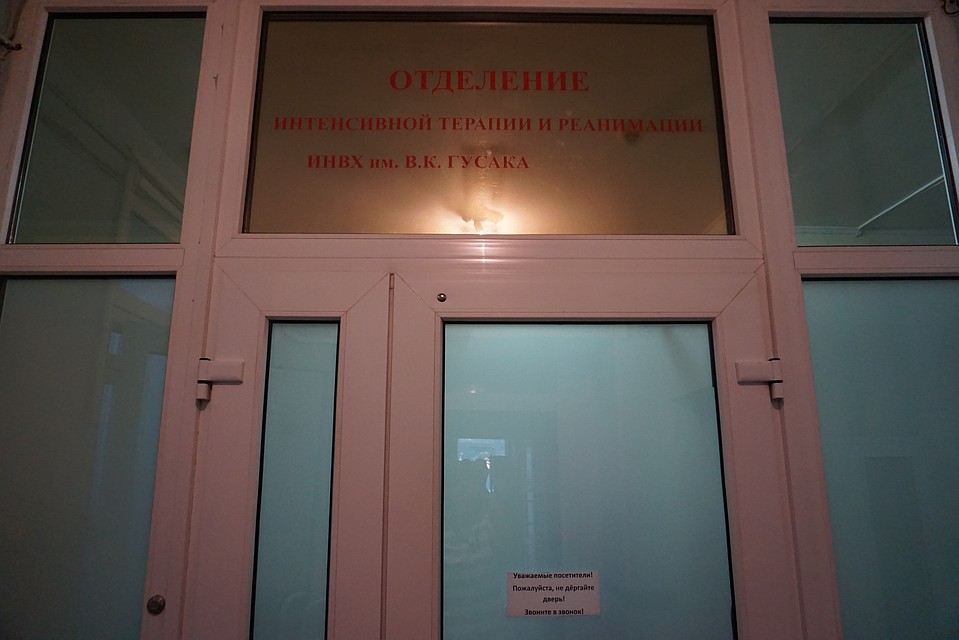 ОТДЕЛЕНИЕ
ИНТЕНСИВНОЙ ТЕРАПИИ И РЕАНИМАЦИИ
ИНВХ им. В.К. ГУСАКА
Уважаемые посетители!
Пожалуйста, не дёргайте
дверь!
Звоните в звонок!